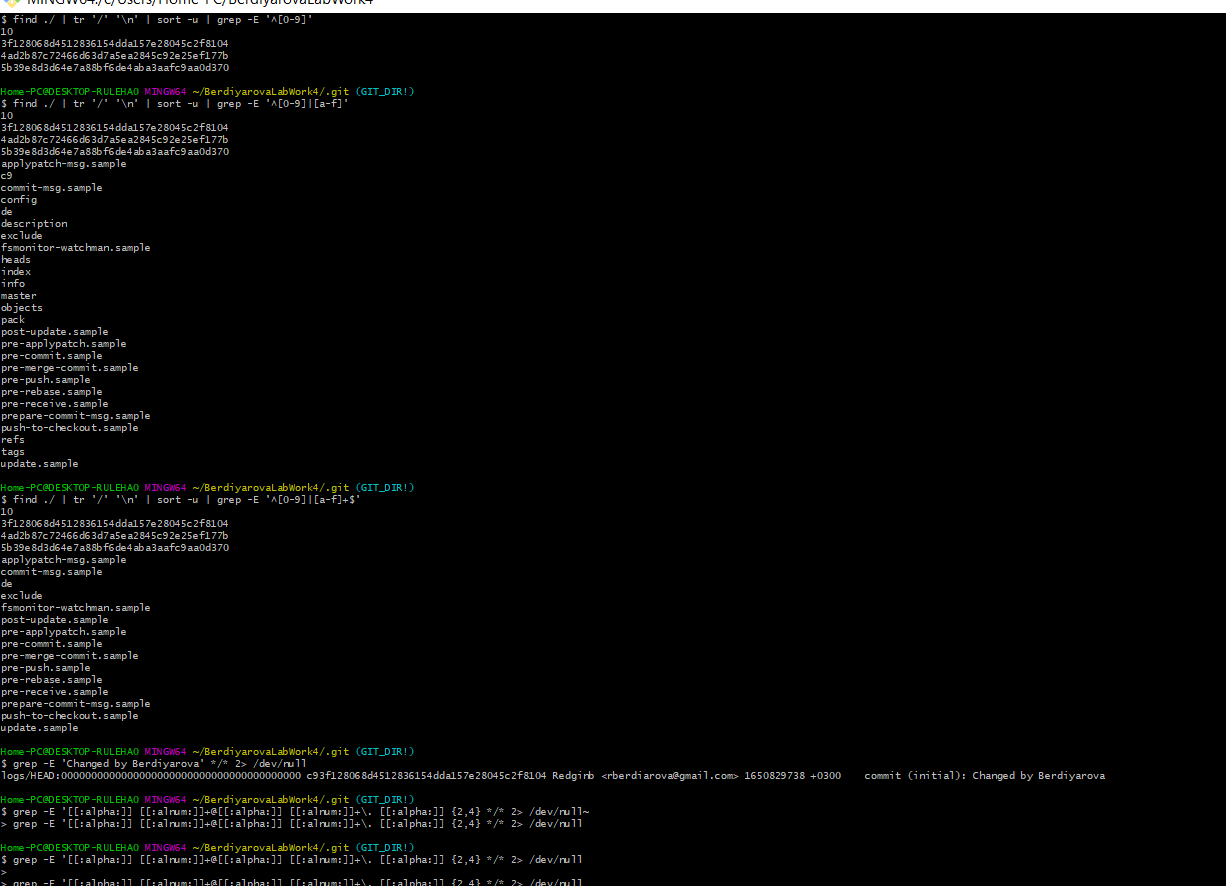 MINGW64:/c/Users/Home-PC/BerdiyarovaLabWork4
$ find ./ | tr '/' '\n' | sort -u | grep -E '^[0-9]'
10
3f128068d4512836154dda157e28045c2f8104
4ad2b87c72466d63d7a5ea2845c92e25ef177b
5b39e8d3d64e7a88bf6de4aba3aafc9aa0d370
Home-PC@DESKTOP-RULEHAO MINGW64 ~/BerdiyarovaLabWork4/.git (GIT_DIR!)
$ find ./ | tr '/' '\n' | sort -u | grep -E '^[0-9]|[a-f]'
10
3f128068d4512836154dda157e28045c2f8104
4ad2b87c72466d63d7a5ea2845c92e25ef177b
5b39e8d3d64e7a88bf6de4aba3aafc9aa0d370
applypatch-msg.sample
c9
commit-msg.sample
config
de
description
exclude
fsmonitor-watchman.sample
heads
index
info
master
objects
pack
post-update.sample
pre-applypatch.sample
pre-commit.sample
pre-merge-commit.sample
pre-push.sample
pre-rebase.sample
pre-receive.sample
prepare-commit-msg.sample
push-to-checkout.sample
refs
tags
update.sample
Home-PC@DESKTOP-RULEHAO MINGW64 ~/BerdiyarovaLabWork4/.git (GIT_DIR!)
$ find ./ | tr '/' '\n' | sort -u | grep -E '^[0-9]|[a-f]+$'
10
3f128068d4512836154dda157e28045c2f8104
4ad2b87c72466d63d7a5ea2845c92e25ef177b
5b39e8d3d64e7a88bf6de4aba3aafc9aa0d370
applypatch-msg.sample
commit-msg.sample
de
exclude
fsmonitor-watchman.sample
post-update.sample
pre-applypatch.sample
pre-commit.sample
pre-merge-commit.sample
pre-push.sample
pre-rebase.sample
pre-receive.sample
prepare-commit-msg.sample
push-to-checkout.sample
update.sample
Home-PC@DESKTOP-RULEHAO MINGW64 ~/BerdiyarovaLabWork4/.git (GIT_DIR!)
$ grep -E 'Changed by Berdiyarova' */* 2> /dev/null
logs/HEAD:0000000000000000000000000000000000000000 c93f128068d4512836154dda157e28045c2f8104 Redginb <rberdiarova@gmail.com> 1650829738 +0300    commit (initial): Changed by Berdiyarova
Home-PC@DESKTOP-RULEHAO MINGW64 ~/BerdiyarovaLabWork4/.git (GIT_DIR!)
$ grep -E '[[:alpha:]] [[:alnum:]]+@[[:alpha:]] [[:alnum:]]+\. [[:alpha:]] {2,4} */* 2> /dev/null~
> grep -E '[[:alpha:]] [[:alnum:]]+@[[:alpha:]] [[:alnum:]]+\. [[:alpha:]] {2,4} */* 2> /dev/null
Home-PC@DESKTOP-RULEHAO MINGW64 ~/BerdiyarovaLabWork4/.git (GIT_DIR!)
$ grep -E '[[:alpha:]] [[:alnum:]]+@[[:alpha:]] [[:alnum:]]+\. [[:alpha:]] {2,4} */* 2> /dev/null
>
> grep -E '[[:alpha:]] [[:alnum:]]+@[[:alpha:]] [[:alnum:]]+\. [[:alpha:]] {2,4} */* 2> /dev/null